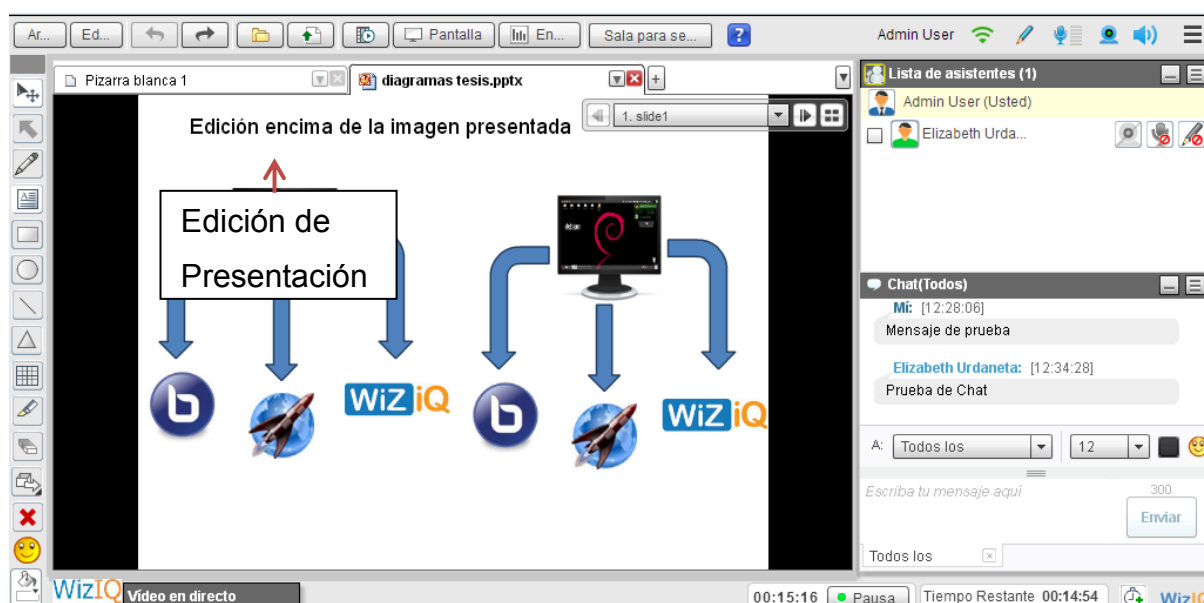 Ar...
Ed...
Pantalla
En...
Sala para se...
?
Admin User
Pizarra blanca 1
diagramas tesis.pptx
+
Lista de asistentes (1)
Admin User (Usted)
Elizabeth Urda...
Edición encima de la imagen presentada
1. slide1
Edición de
Presentación
debian
b
WiZiQ
b
WiZiQ
Chat(Todos)
Mí: [12:28:06]
Mensaje de prueba
Elizabeth Urdaneta: [12:34:28]
Prueba de Chat
A: Todos los
12
Escriba tu mensaje aquí
300
Enviar
Todos los
WizIQ
Vídeo en directo
00:15:16
Pausa
Tiempo Restante 00:14:54
WizIQ